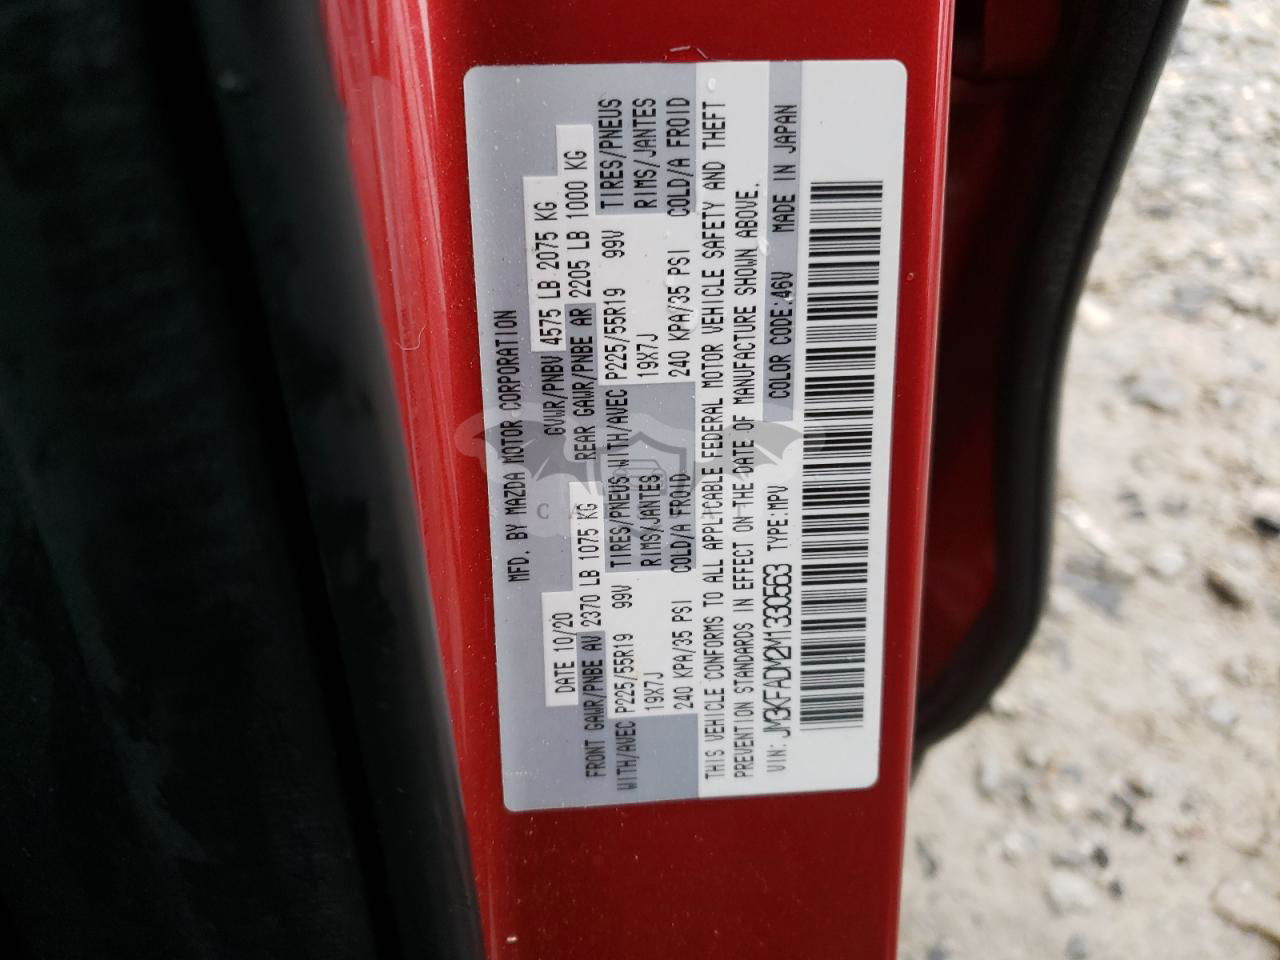 MFD. BY MAZDA MOTOR CORPORATION
DATE 10/20 GVWR/PNBV 4575 LB 2075 KG
FRONT GAWR/PNBE AV 2370 LB 1075 KG REAR GAWR/PNBE AR 2205 LB 1000 KG
WITH/AVEC P225/55R19 99V TIRES/PNEUS WITH/AVEC P225/55R19 99V TIRES/PNEUS
19X7J RIMS/JANTES 19X7J RIMS/JANTES
240 KPA/35 PSI COLD/A FROID 240 KPA/35 PSI COLD/A FROID
THIS VEHICLE CONFORMS TO ALL APPLICABLE FEDERAL MOTOR VEHICLE SAFETY AND THEFT
PREVENTION STANDARDS IN EFFECT ON THE DATE OF MANUFACTURE SHOWN ABOVE.
VIN: JM3KFADM2M1330563 TYPE:MPV COLOR CODE:46V MADE IN JAPAN